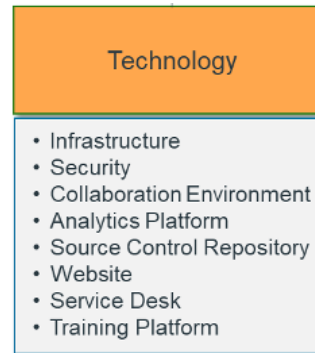 Technology
• Infrastructure
• Security
• Collaboration Environment
• Analytics Platform
• Source Control Repository
• Website
• Service Desk
• Training Platform